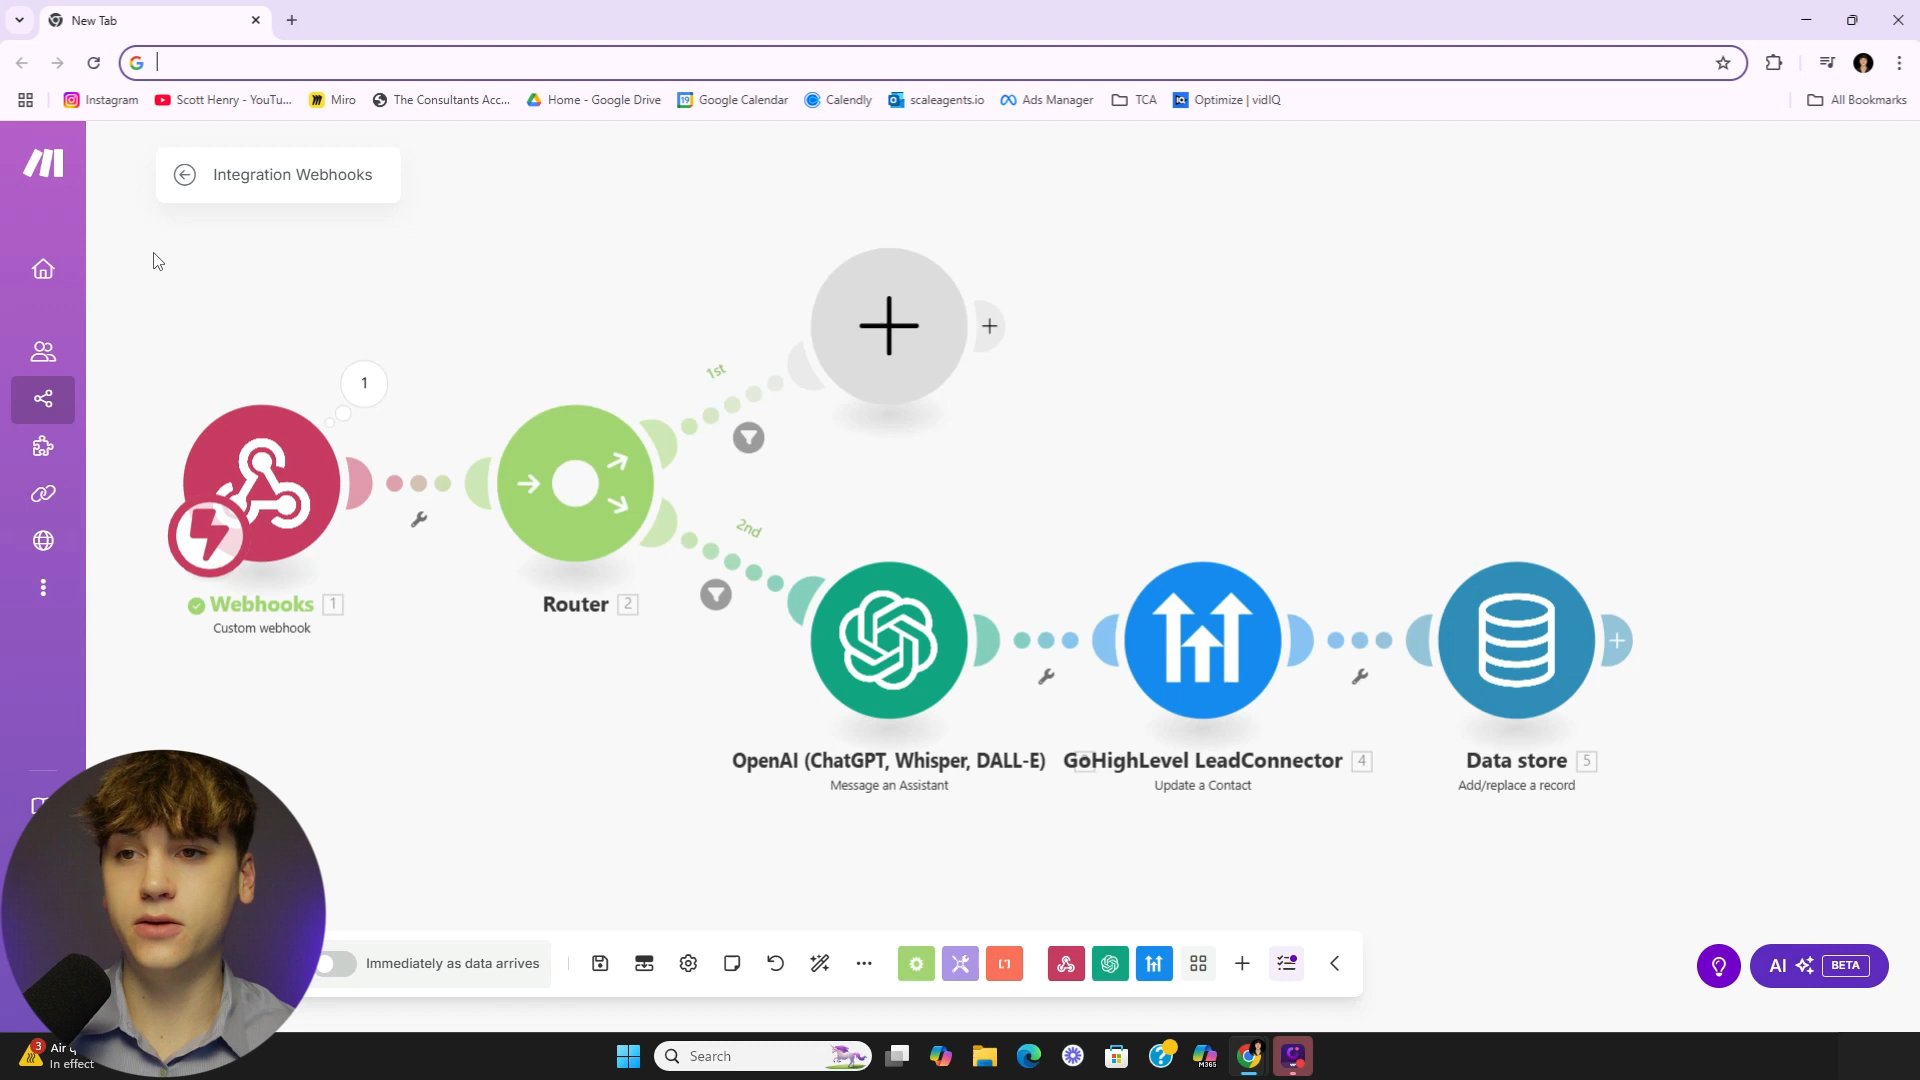 New Tab
Instagram
Scott Henry - YouTu...
Miro
The Consultants Acc...
Home - Google Drive
Google Calendar
Calendly
scaleagents.io
Ads Manager
TCA
Optimize | vidIQ
All Bookmarks
Integration Webhooks
1
1st
2nd
Webhooks 1
Custom webhook
Router 2
OpenAI (ChatGPT, Whisper, DALL-E)
Message an Assistant
GoHighLevel LeadConnector 4
Update a Contact
Data store 5
Add/replace a record
Immediately as data arrives
AI BETA
3
Air
In effect
Search
M365